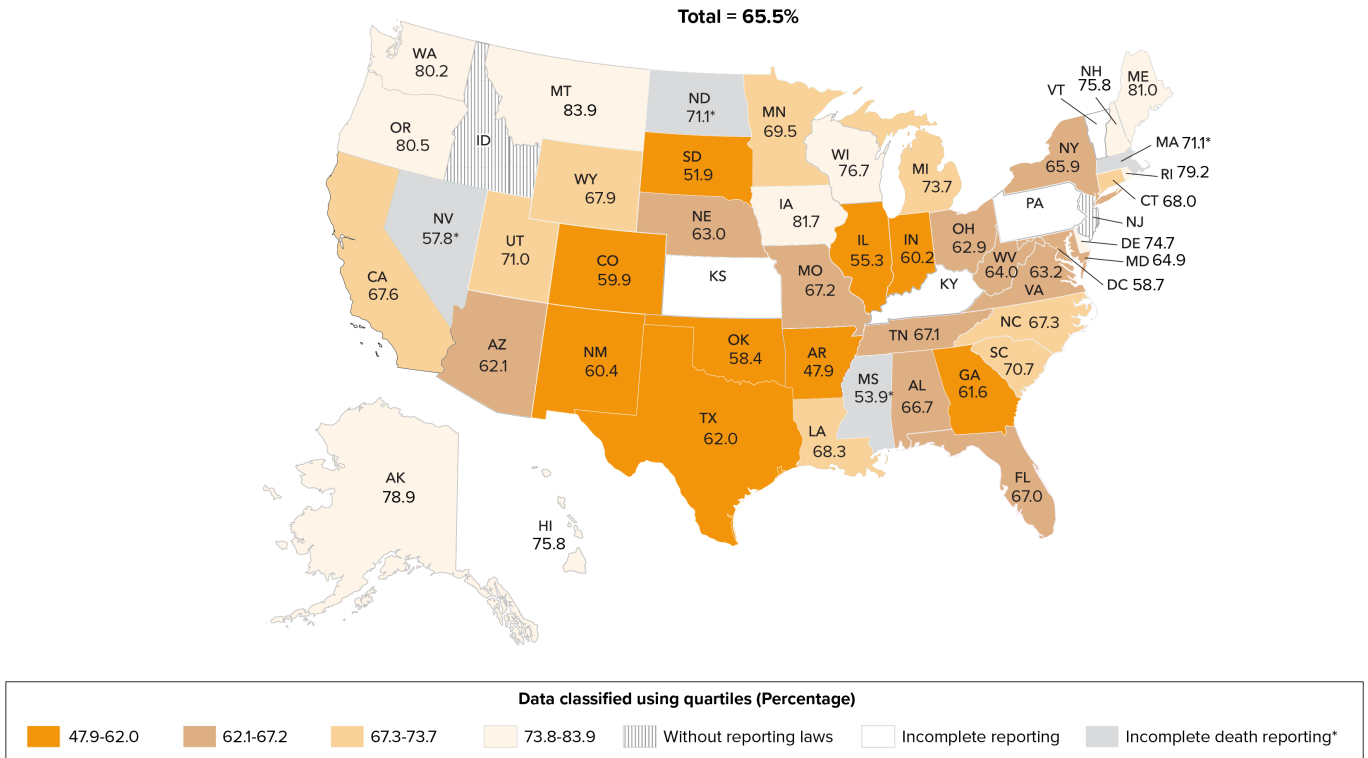 Total = 65.5%
WA
80.2
MT
83.9
ND
71.1*
MN
69.5
NH
75.8
VT
ME
81.0
OR
80.5
ID
SD
51.9
WI
76.7
MI
73.7
NY
65.9
MA 71.1*
RI 79.2
CT 68.0
NJ
DE 74.7
MD 64.9
DC 58.7
WY
67.9
NE
63.0
IA
81.7
PA
NV
57.8*
UT
71.0
CO
59.9
KS
MO
67.2
IL
55.3
IN
60.2
OH
62.9
WV
64.0
63.2
VA
KY
CA
67.6
AZ
62.1
NM
60.4
OK
58.4
AR
47.9
TN 67.1
NC 67.3
SC
70.7
MS
53.9*
AL
66.7
GA
61.6
TX
62.0
LA
68.3
FL
67.0
AK
78.9
HI
75.8
Data classified using quartiles (Percentage)
47.9-62.0
62.1-67.2
67.3-73.7
73.8-83.9
Without reporting laws
Incomplete reporting
Incomplete death reporting*